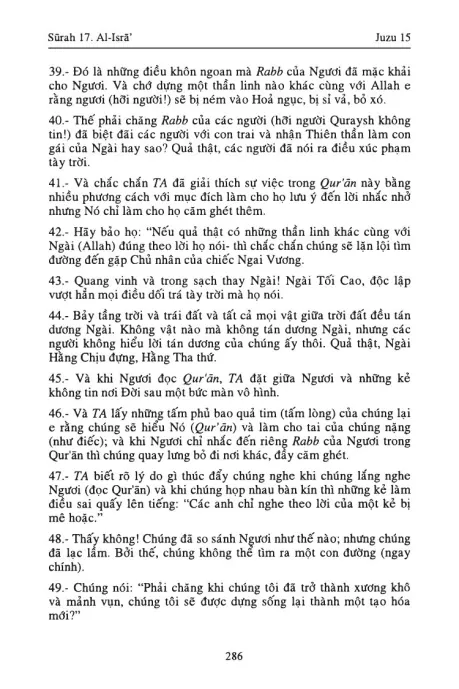 Sūrah 17. Al-Isrā’ Juzu 15
39.- Đó là những điều khôn ngoan mà Rabb của Ngươi đã mặc khải
cho Ngươi. Và chớ dựng một thần linh nào khác cùng với Allah e
rằng ngươi (hỡi người!) sẽ bị ném vào Hoả ngục, bị sỉ vả, bỏ xó.
40.- Thế phải chăng Rabb của các người (hỡi người Quraysh không
tin!) đã biệt đãi các người với con trai và nhận Thiên thần làm con
gái của Ngài hay sao? Quả thật, các người đã nói ra điều xúc phạm
tày trời.
41.- Và chắc chắn TA đã giải thích sự việc trong Qur'ān này bằng
nhiều phương cách với mục đích làm cho họ lưu ý đến lời nhắc nhở
nhưng Nó chỉ làm cho họ căm ghét thêm.
42.- Hãy bảo họ: “Nếu quả thật có những thần linh khác cùng với
Ngài (Allah) đúng theo lời họ nói- thì chắc chắn chúng sẽ lặn lội tìm
đường đến gặp Chủ nhân của chiếc Ngai Vương.
43.- Quang vinh và trong sạch thay Ngài! Ngài Tối Cao, độc lập
vượt hẳn mọi điều dối trá tày trời mà họ nói.
44.- Bảy tầng trời và trái đất và tất cả mọi vật giữa trời đất đều tán
dương Ngài. Không vật nào mà không tán dương Ngài, nhưng các
người không hiểu lời tán dương của chúng ấy thôi. Quả thật, Ngài
Hằng Chịu đựng, Hằng Tha thứ.
45.- Và khi Ngươi đọc Qur'ān, TA đặt giữa Ngươi và những kẻ
không tin nơi Đời sau một bức màn vô hình.
46.- Và TA lấy những tấm phủ bao quả tim (tấm lòng) của chúng lại
e rằng chúng sẽ hiểu Nó (Qur’ān) và làm cho tai của chúng nặng
(như điếc); và khi Ngươi chỉ nhắc đến riêng Rabb của Ngươi trong
Qur'ān thì chúng quay lưng bỏ đi nơi khác, đầy căm ghét.
47.- TA biết rõ lý do gì thúc đẩy chúng nghe khi chúng lắng nghe
Ngươi (đọc Qur'ān) và khi chúng họp nhau bàn kín thì những kẻ làm
điều sai quấy lên tiếng: “Các anh chỉ nghe theo lời của một kẻ bị
mê hoặc.”
48.- Thấy không! Chúng đã so sánh Ngươi như thế nào; nhưng chúng
đã lạc lầm. Bởi thế, chúng không thể tìm ra một con đường (ngay
chính).
49.- Chúng nói: “Phải chăng khi chúng tôi đã trở thành xương khô
và mảnh vụn, chúng tôi sẽ được dựng sống lại thành một tạo hóa
mới?”
286